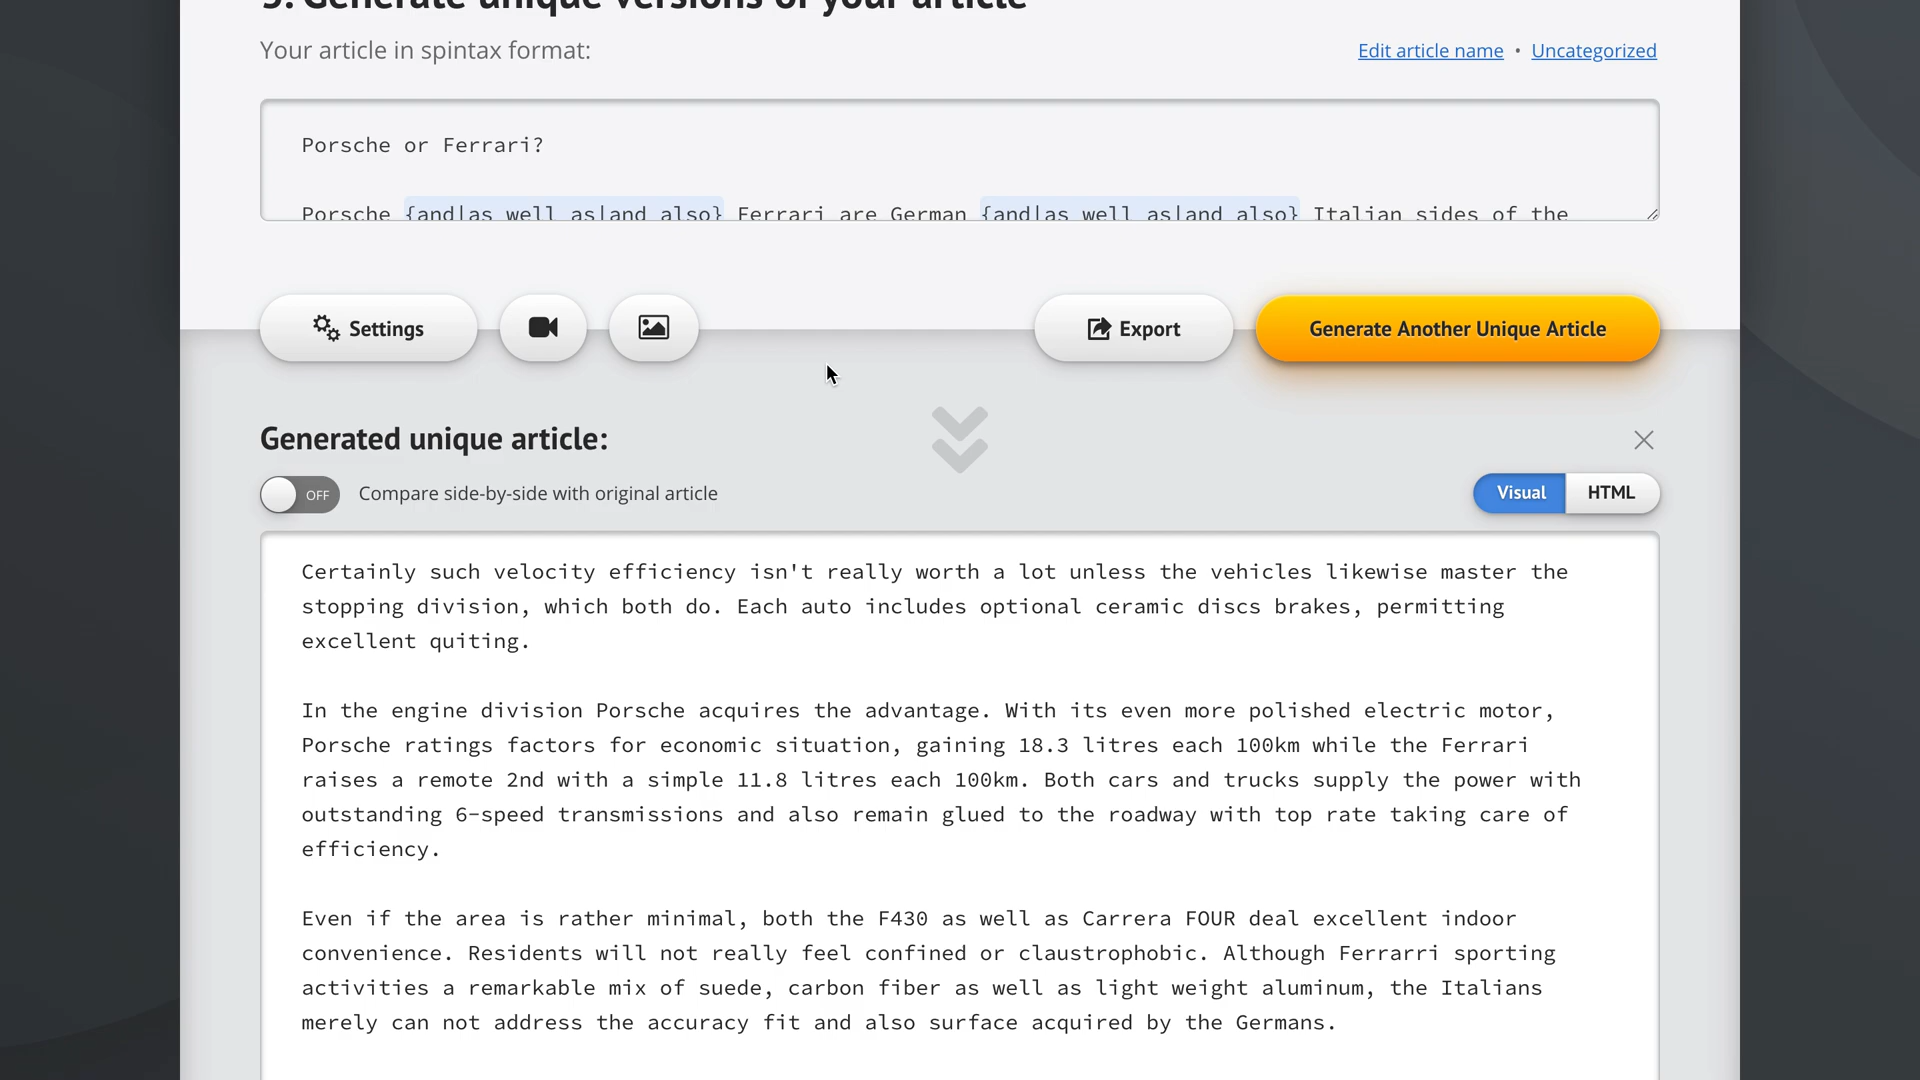 3. Generate unique versions of your article
Your article in spintax format:
Edit article name • Uncategorized
Porsche or Ferrari?
Porsche {and|as well as|and also} Ferrari are German {and|as well as|and also} Italian sides of the
Settings
Export
Generate Another Unique Article
Generated unique article:
OFF
Compare side-by-side with original article
Visual
HTML
Certainly such velocity efficiency isn't really worth a lot unless the vehicles likewise master the
stopping division, which both do. Each auto includes optional ceramic discs brakes, permitting
excellent quiting.
In the engine division Porsche acquires the advantage. With its even more polished electric motor,
Porsche ratings factors for economic situation, gaining 18.3 litres each 100km while the Ferrari
raises a remote 2nd with a simple 11.8 litres each 100km. Both cars and trucks supply the power with
outstanding 6-speed transmissions and also remain glued to the roadway with top rate taking care of
efficiency.
Even if the area is rather minimal, both the F430 as well as Carrera FOUR deal excellent indoor
convenience. Residents will not really feel confined or claustrophobic. Although Ferrarri sporting
activities a remarkable mix of suede, carbon fiber as well as light weight aluminum, the Italians
merely can not address the accuracy fit and also surface acquired by the Germans.